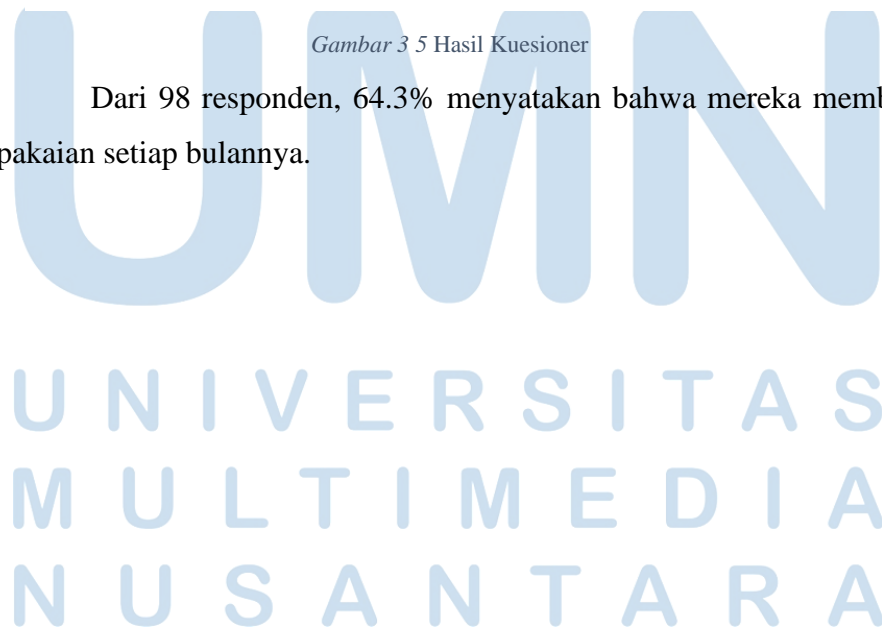 UMN
Gambar 3 5 Hasil Kuesioner
Dari 98 responden, 64.3% menyatakan bahwa mereka
pakaian setiap bulannya.
UNIVERSITAS
MULTIMEDIA
NUSANTARA